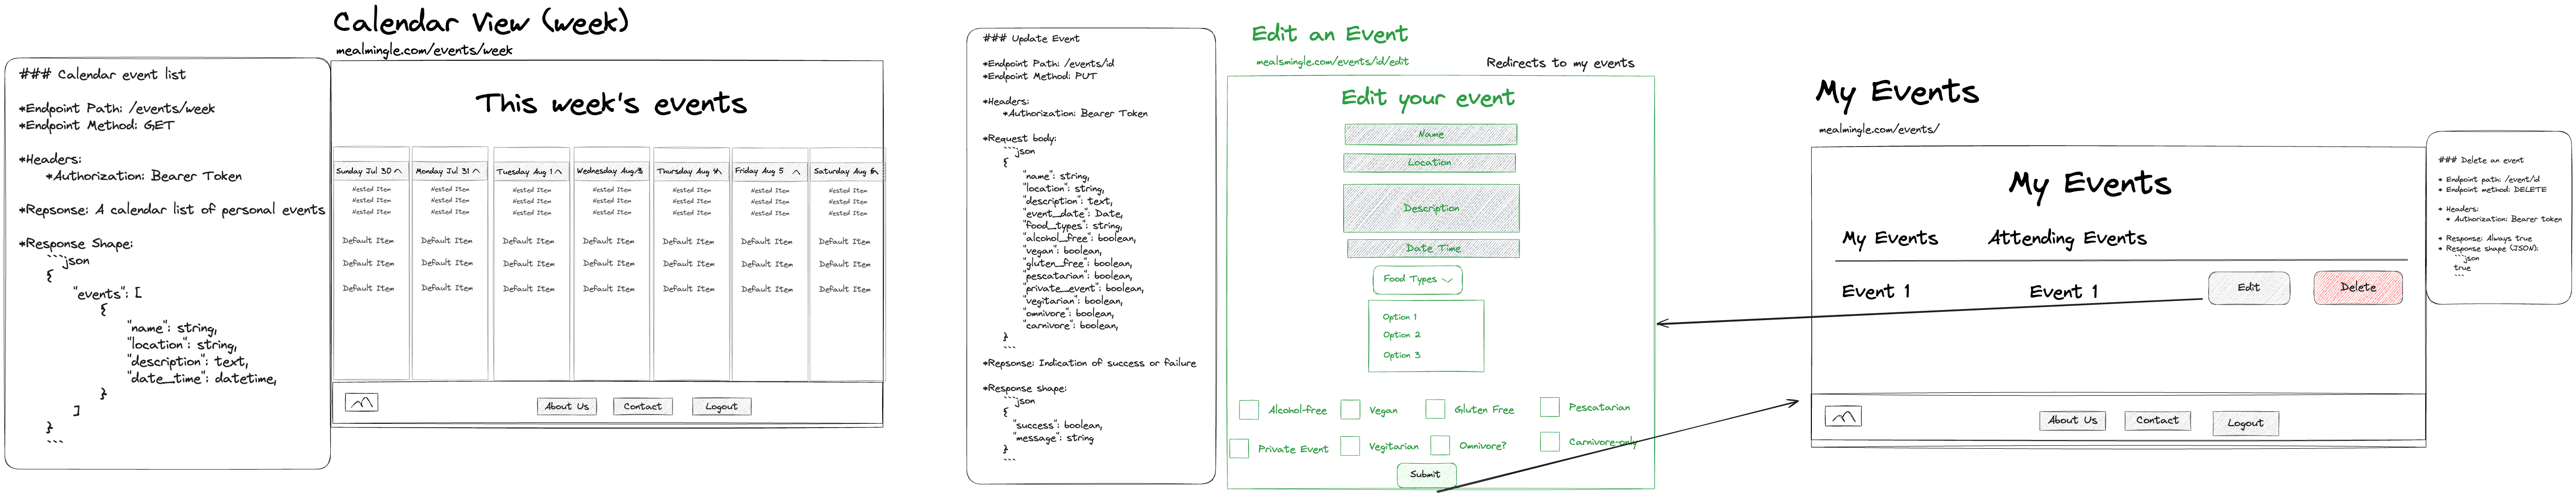 Calendar View (week)
mealmingle.com/events/week
### Calendar event list
*Endpoint Path: /events/week
*Endpoint Method: GET
*Headers:
*Authorization: Bearer Token
*Repsonse: A calendar list of personal events
*Response Shape:
```json
{
"events": [
{
"name": string,
"location": string,
"description": text,
"date_time": datetime,
}
]
}
```
This week's events
Sunday Jul 30 Monday Jul 31 Tuesday Aug 1 Wednesday Aug 3 Thursday Aug 4 Friday Aug 5 Saturday Aug 6
Nested Item Nested Item Nested Item Nested Item Nested Item Nested Item Nested Item
Nested Item Nested Item Nested Item Nested Item Nested Item Nested Item Nested Item
Nested Item Nested Item Nested Item Nested Item Nested Item Nested Item Nested Item
Default Item Default Item Default Item Default Item Default Item Default Item Default Item
Default Item Default Item Default Item Default Item Default Item Default Item Default Item
Default Item Default Item Default Item Default Item Default Item Default Item Default Item
About Us Contact Logout
### Update Event
*Endpoint Path: /events/id
*Endpoint Method: PUT
*Headers:
*Authorization: Bearer Token
*Request body:
```json
{
"name": string,
"location": string,
"description": text,
"event_date": Date,
"food_types": string,
"alcohol_free": boolean,
"vegan": boolean,
"gluten_free": boolean,
"pescatarian": boolean,
"private_event": boolean,
"vegitarian": boolean,
"omnivore": boolean,
"carnivore": boolean,
}
```
*Repsonse: Indication of success or failure
*Response shape:
```json
{
"success": boolean,
"message": string
}
```
Edit an Event
mealsmingle.com/events/id/edit
Redirects to my events
Edit your event
Name
Location
Description
Date Time
Food Types
Option 1
Option 2
Option 3
Alcohol-free Vegan Gluten Free Pescatarian
Private Event Vegitarian Omnivore? Carnivore-only
Submit
My Events
mealmingle.com/events/
My Events
My Events Attending Events
Event 1 Event 1 Edit Delete
About Us Contact Logout
### Delete an event
* Endpoint path: /event/id
* Endpoint method: DELETE
* Headers:
* Authorization: Bearer token
* Response: Always true
* Response shape (JSON):
```json
true
```